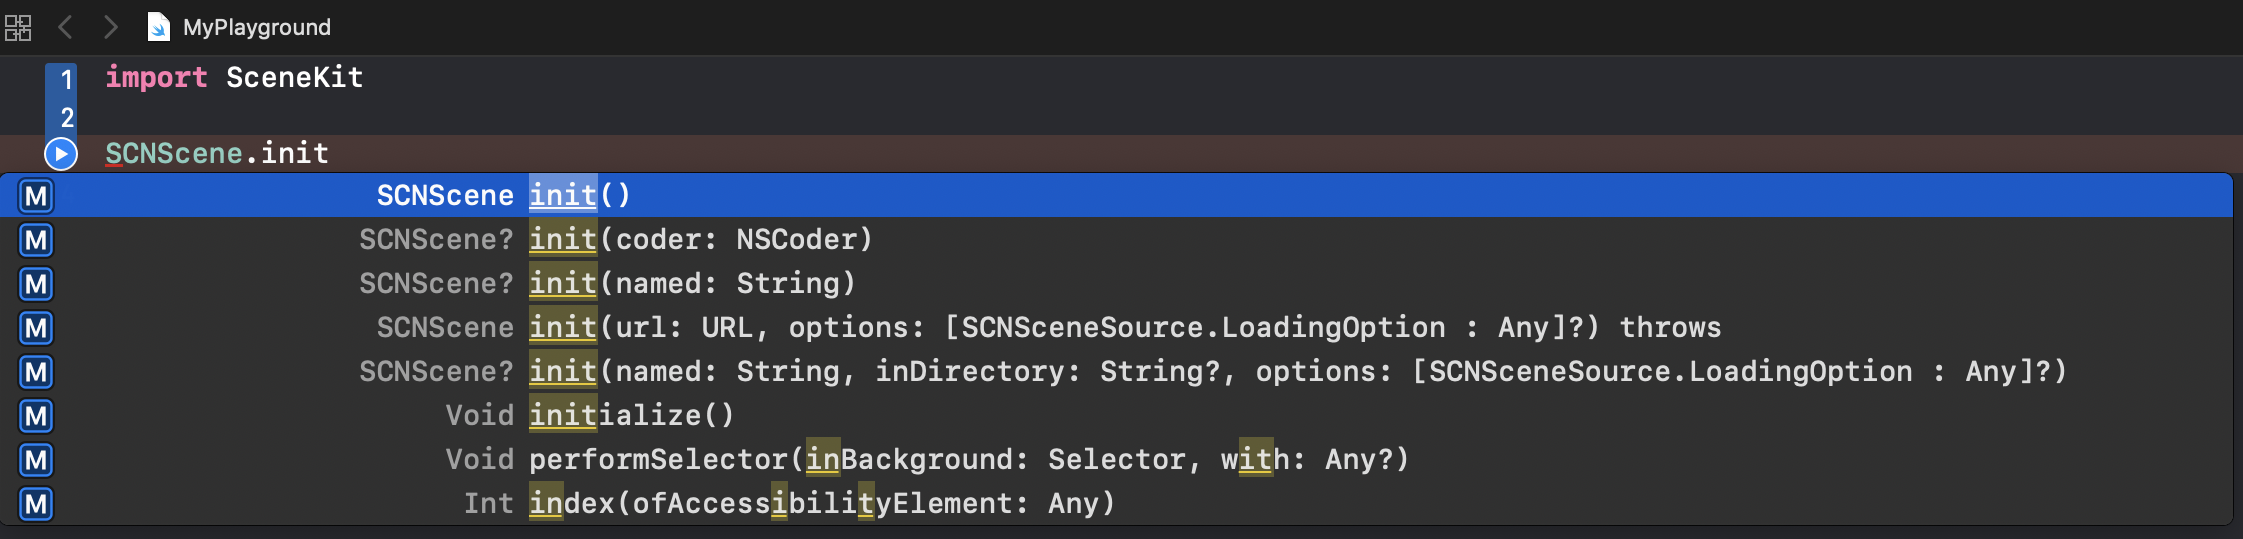 MyPlayground
1 import SceneKit
2
SCNScene.init
M SCNScene init()
M SCNScene? init(coder: NSCoder)
M SCNScene? init(named: String)
M SCNScene init(url: URL, options: [SCNSceneSource.LoadingOption : Any]?) throws
M SCNScene? init(named: String, inDirectory: String?, options: [SCNSceneSource.LoadingOption : Any]?)
M Void initialize()
M Void performSelector(inBackground: Selector, with: Any?)
M Int index(ofAccessibilityElement: Any)